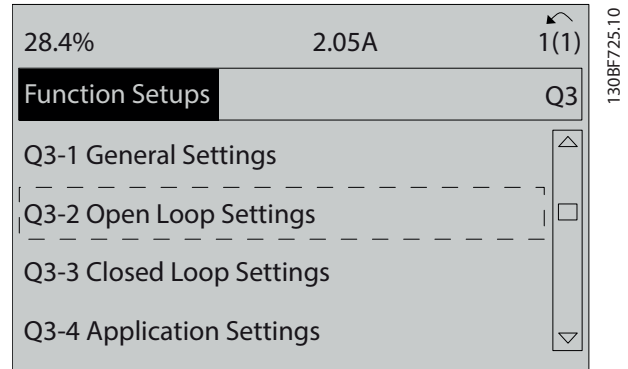 28.4% 2.05A 1(1)
Function Setups Q3
Q3-1 General Settings
Q3-2 Open Loop Settings
Q3-3 Closed Loop Settings
Q3-4 Application Settings
130BF725.10